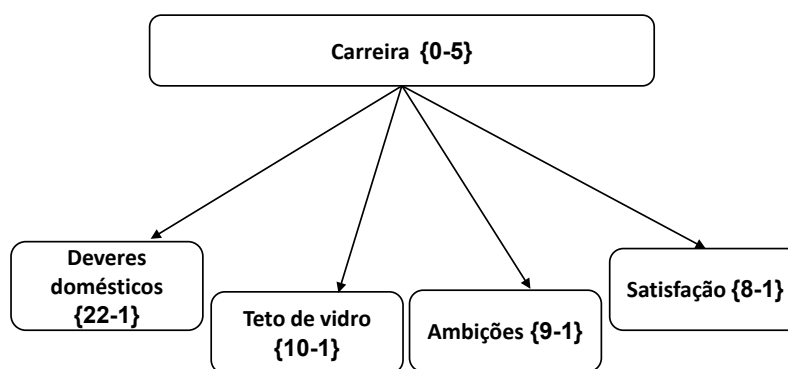 Carreira {0-5}
Deveres
domésticos
{22-1}
Teto de vidro
{10-1}
Ambições {9-1}
Satisfação {8-1}